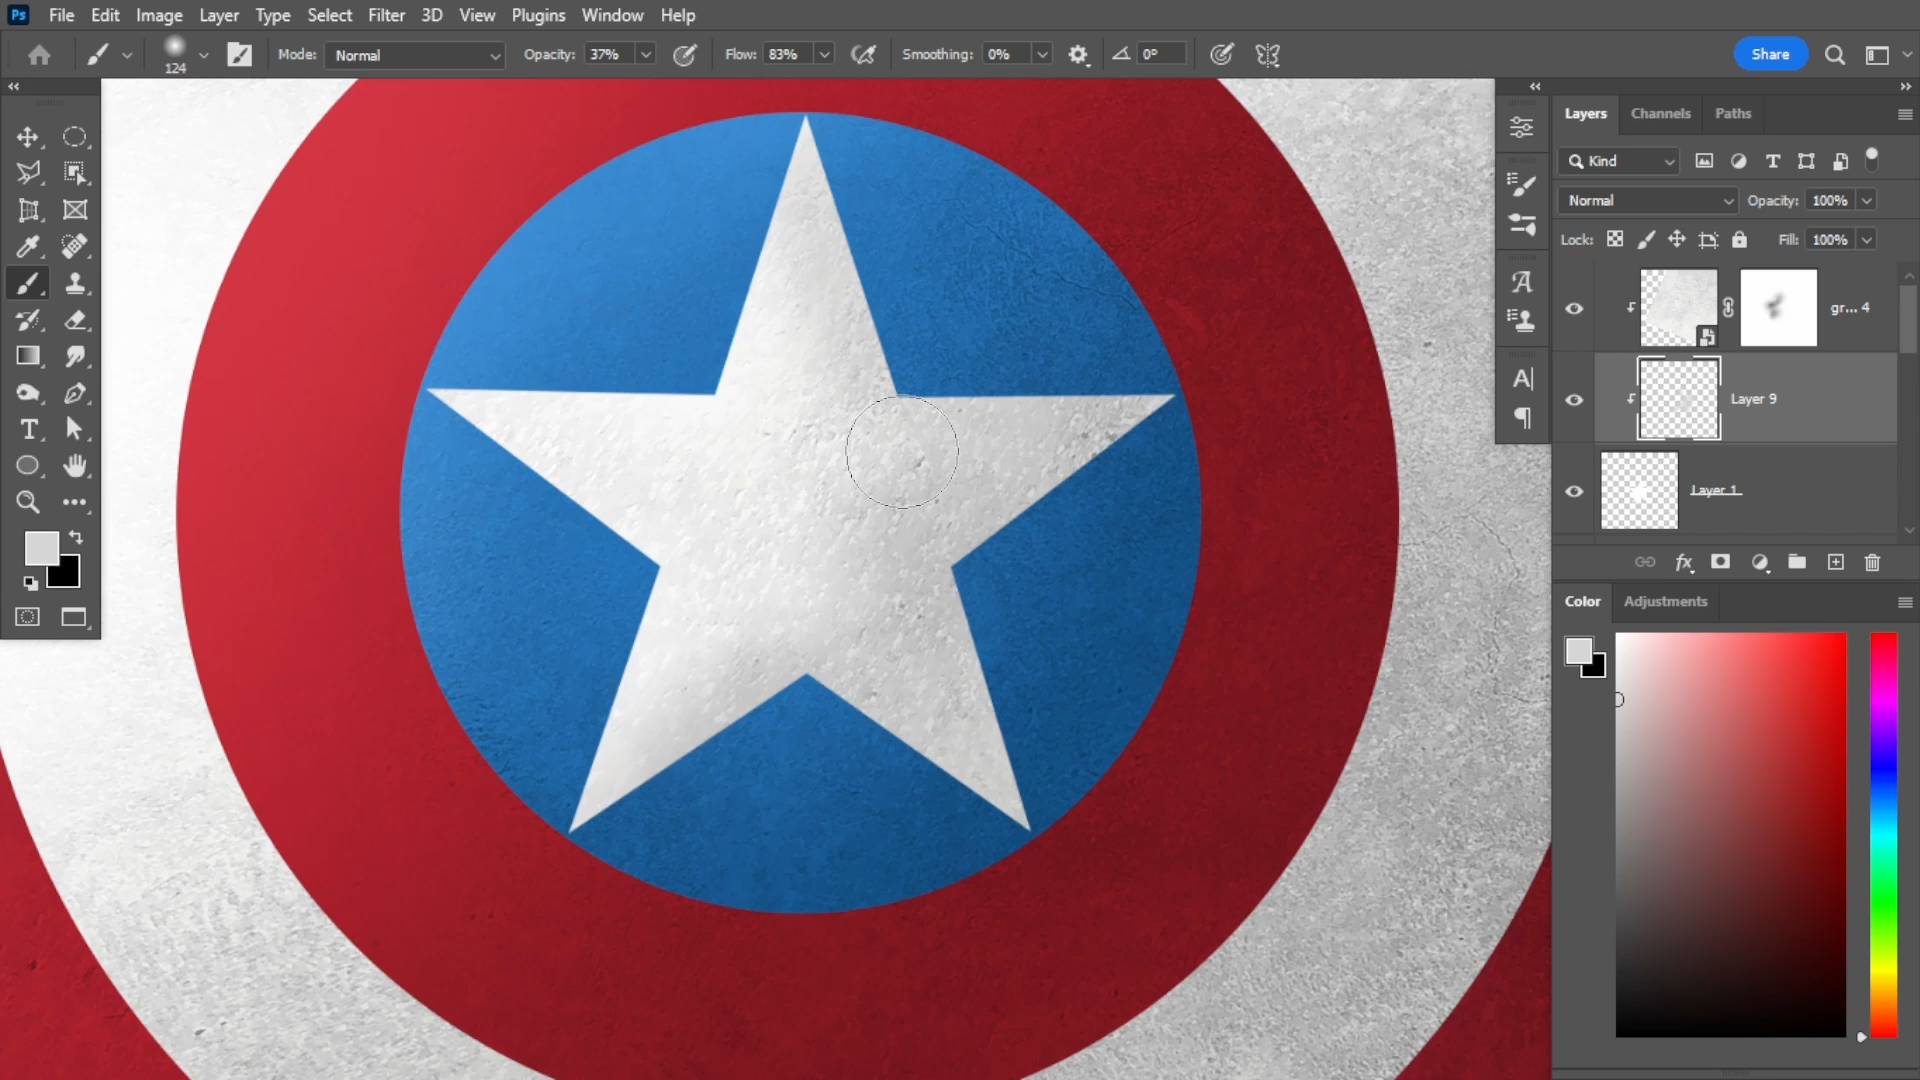 Ps File Edit Image Layer Type Select Filter 3D View Plugins Window Help
124 Mode: Normal Opacity: 37% Flow: 83% Smoothing: 0% 0° Share
Layers Channels Paths
Kind
Normal Opacity: 100%
Lock: Fill: 100%
gr... 4
Layer 9
Layer 1
fx
Color Adjustments